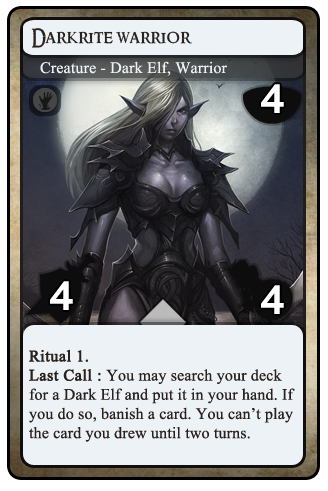 DARKRITE WARRIOR
Creature - Dark Elf, Warrior
4
4
4
Ritual 1.
Last Call : You may search your deck
for a Dark Elf and put it in your hand. If
you do so, banish a card. You can't play
the card you drew until two turns.